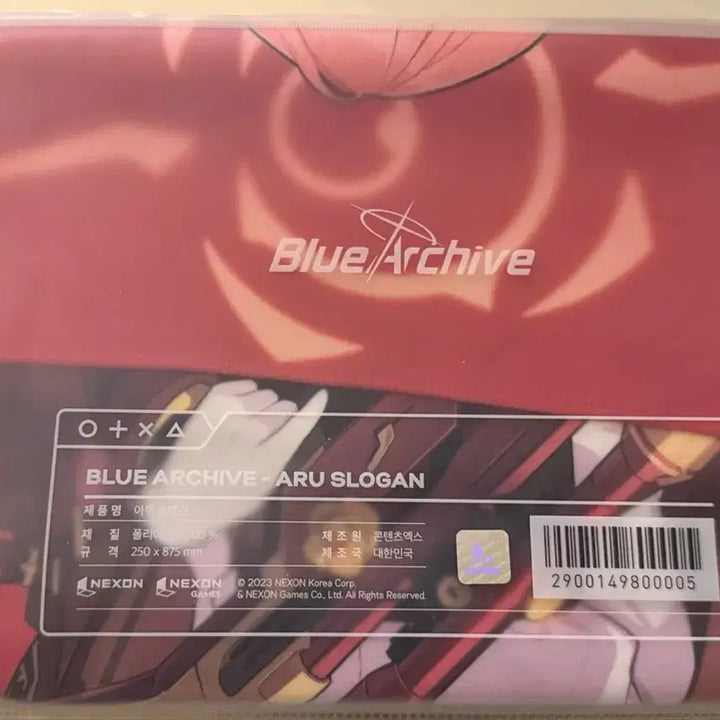 Blue Archive
BLUE ARCHIVE - ARU SLOGAN
제품명
재 질 100 %
제조원 콘텐츠엑스
규 격 250 x 875 mm
제조국 대한민국
NEXON NEXON GAMES
© 2023 NEXON Korea Corp.
& NEXON Games Co., Ltd. All Rights Reserved.
2900149800005